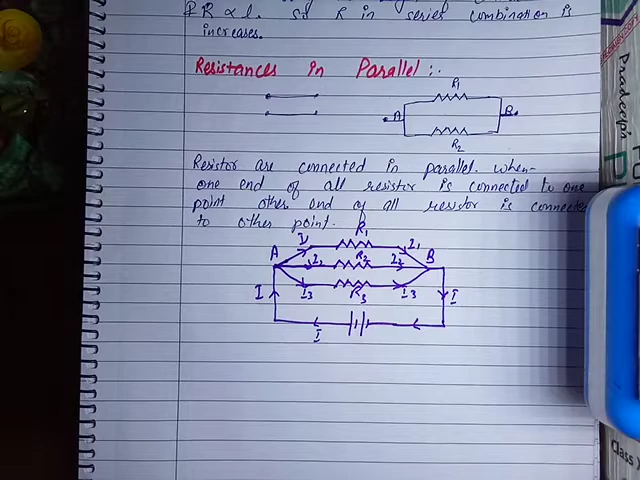 R ∝ l. so R in series combination is
increases.
Resistances in Parallel :-
R1
A B
R2
Resistor are connected in parallel. when
one end of all resistor is connected to one
point other end of all resistor is connected
to other point.
R1
A I I1
I2 R2 I2 B
I3 R3 I3
I I
I
Pradeep's
P
Class X